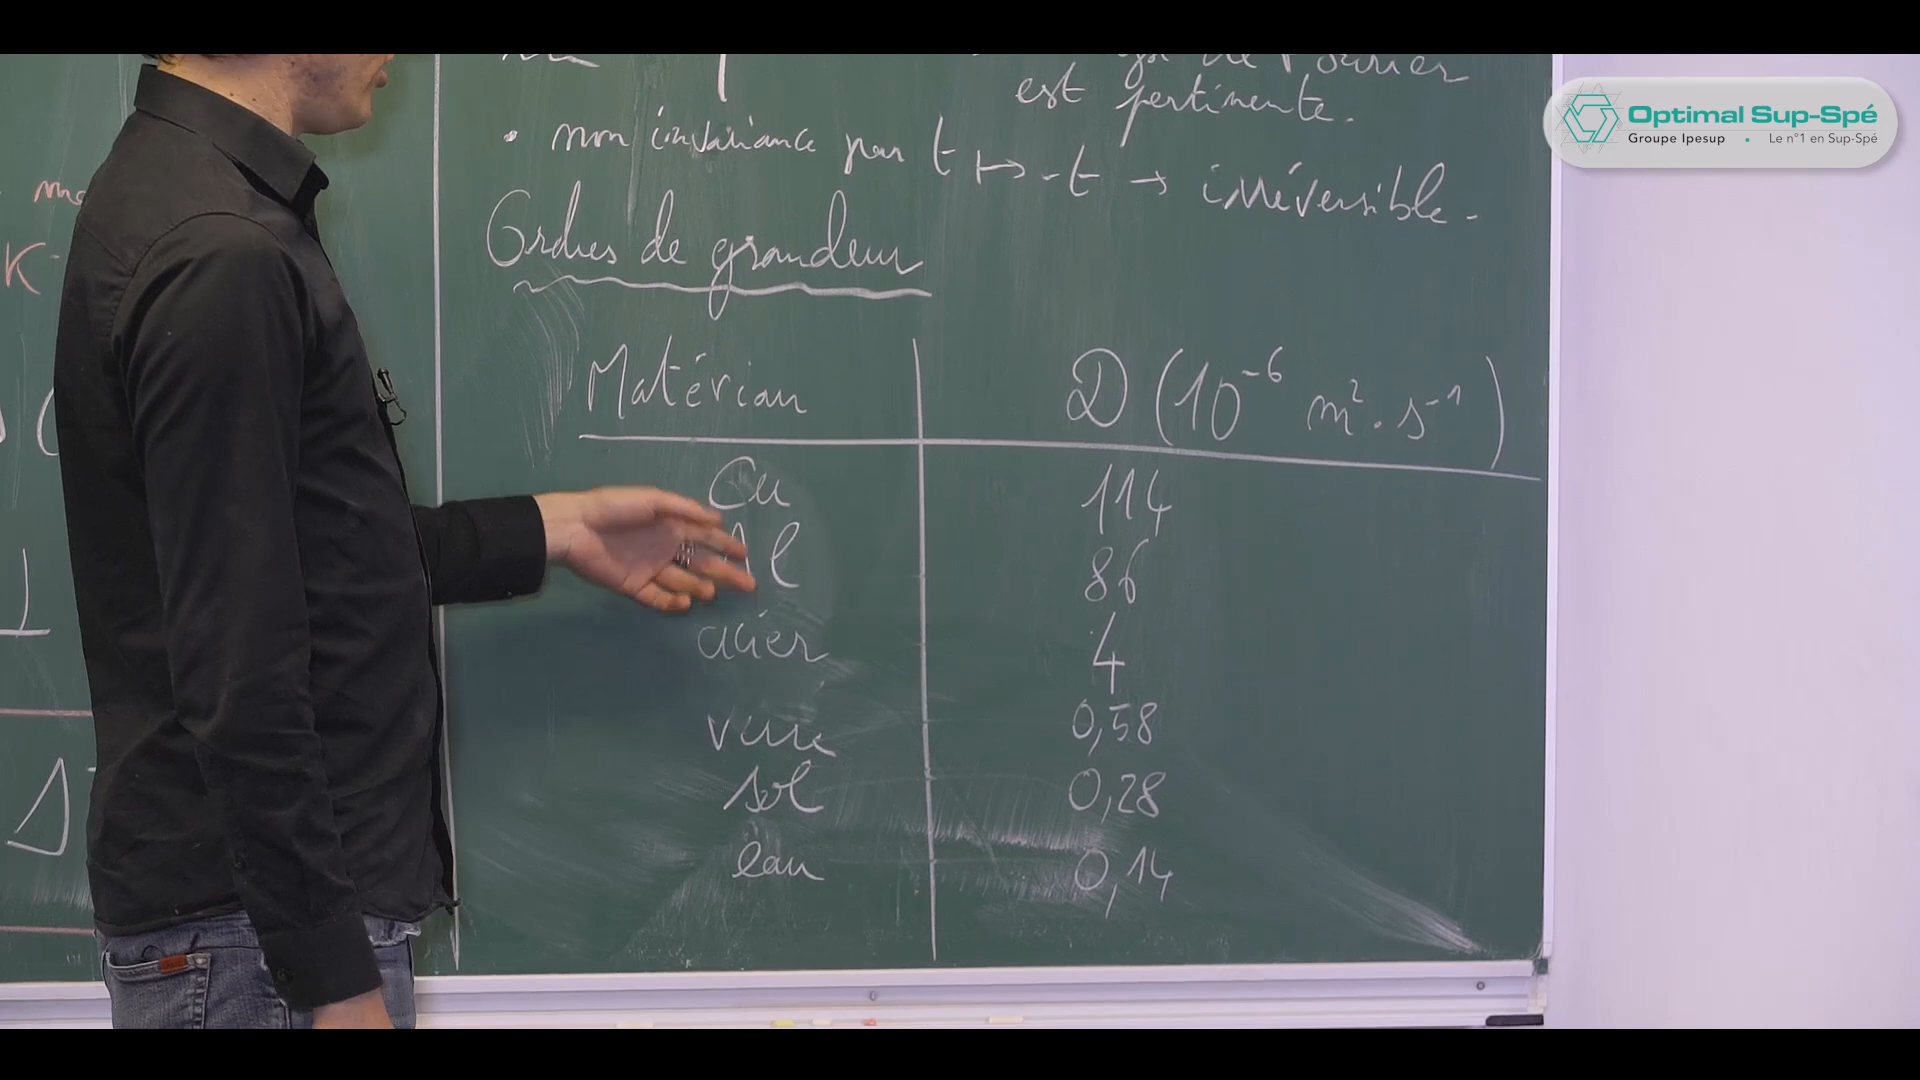 de Fourier
est pertinente.
• non invariance par t ↦ -t → irréversible.
Ordres de grandeur
Matériau D (10⁻⁶ m².s⁻¹)
Cu 114
Al 86
acier 4
verre 0,58
sol 0,28
eau 0,14
K
Δ
Optimal Sup-Spé
Groupe Ipesup • Le n°1 en Sup-Spé